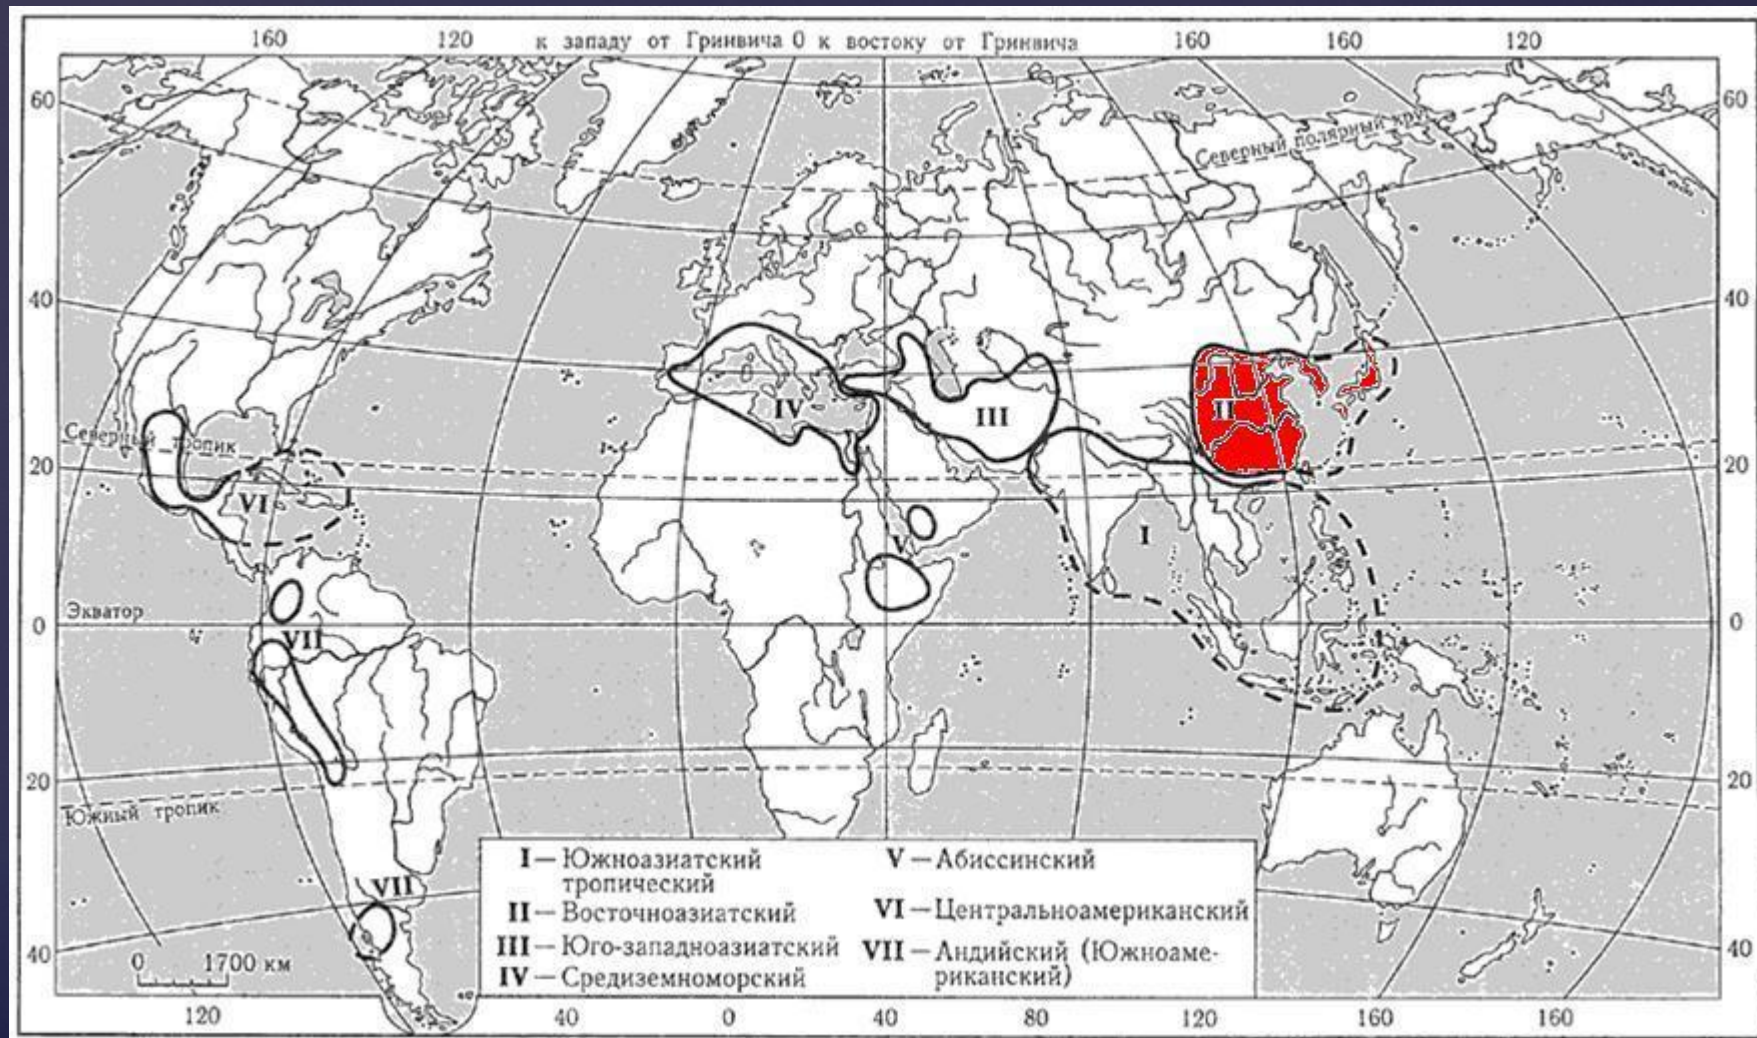 160 120 к западу от Гринвича 0 к востоку от Гринвича 160 160 120
60 60
Северный полярный круг
40 40
II
IV III
Северный тропик
20 20
VI
I
V
Экватор
0 0
VII
20 20
Южный тропик
VII
I — Южноазиатский
тропический
II — Восточноазиатский
III — Юго-западноазиатский
IV — Средиземноморский
V — Абиссинский
VI — Центральноамериканский
VII — Андийский (Южноаме-
риканский)
40 40
0 1700 км
120 40 0 40 80 120 160 160